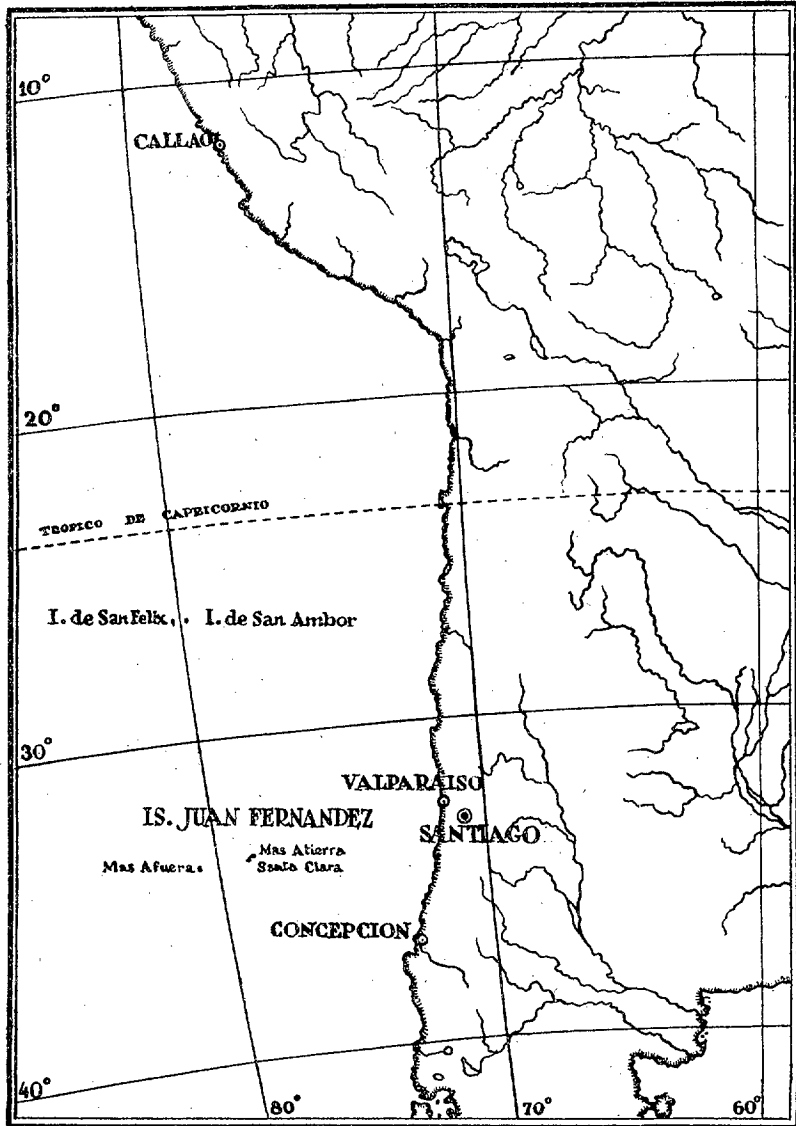 10°
CALLAO
20°
TROPICO DE CAPRICORNIO
I. de San Felix. . I. de San Ambor
30°
VALPARAISO
IS. JUAN FERNANDEZ
SANTIAGO
Mas Atierra
Mas Afuera.
Santa Clara
CONCEPCION
40°
80°
70°
60°